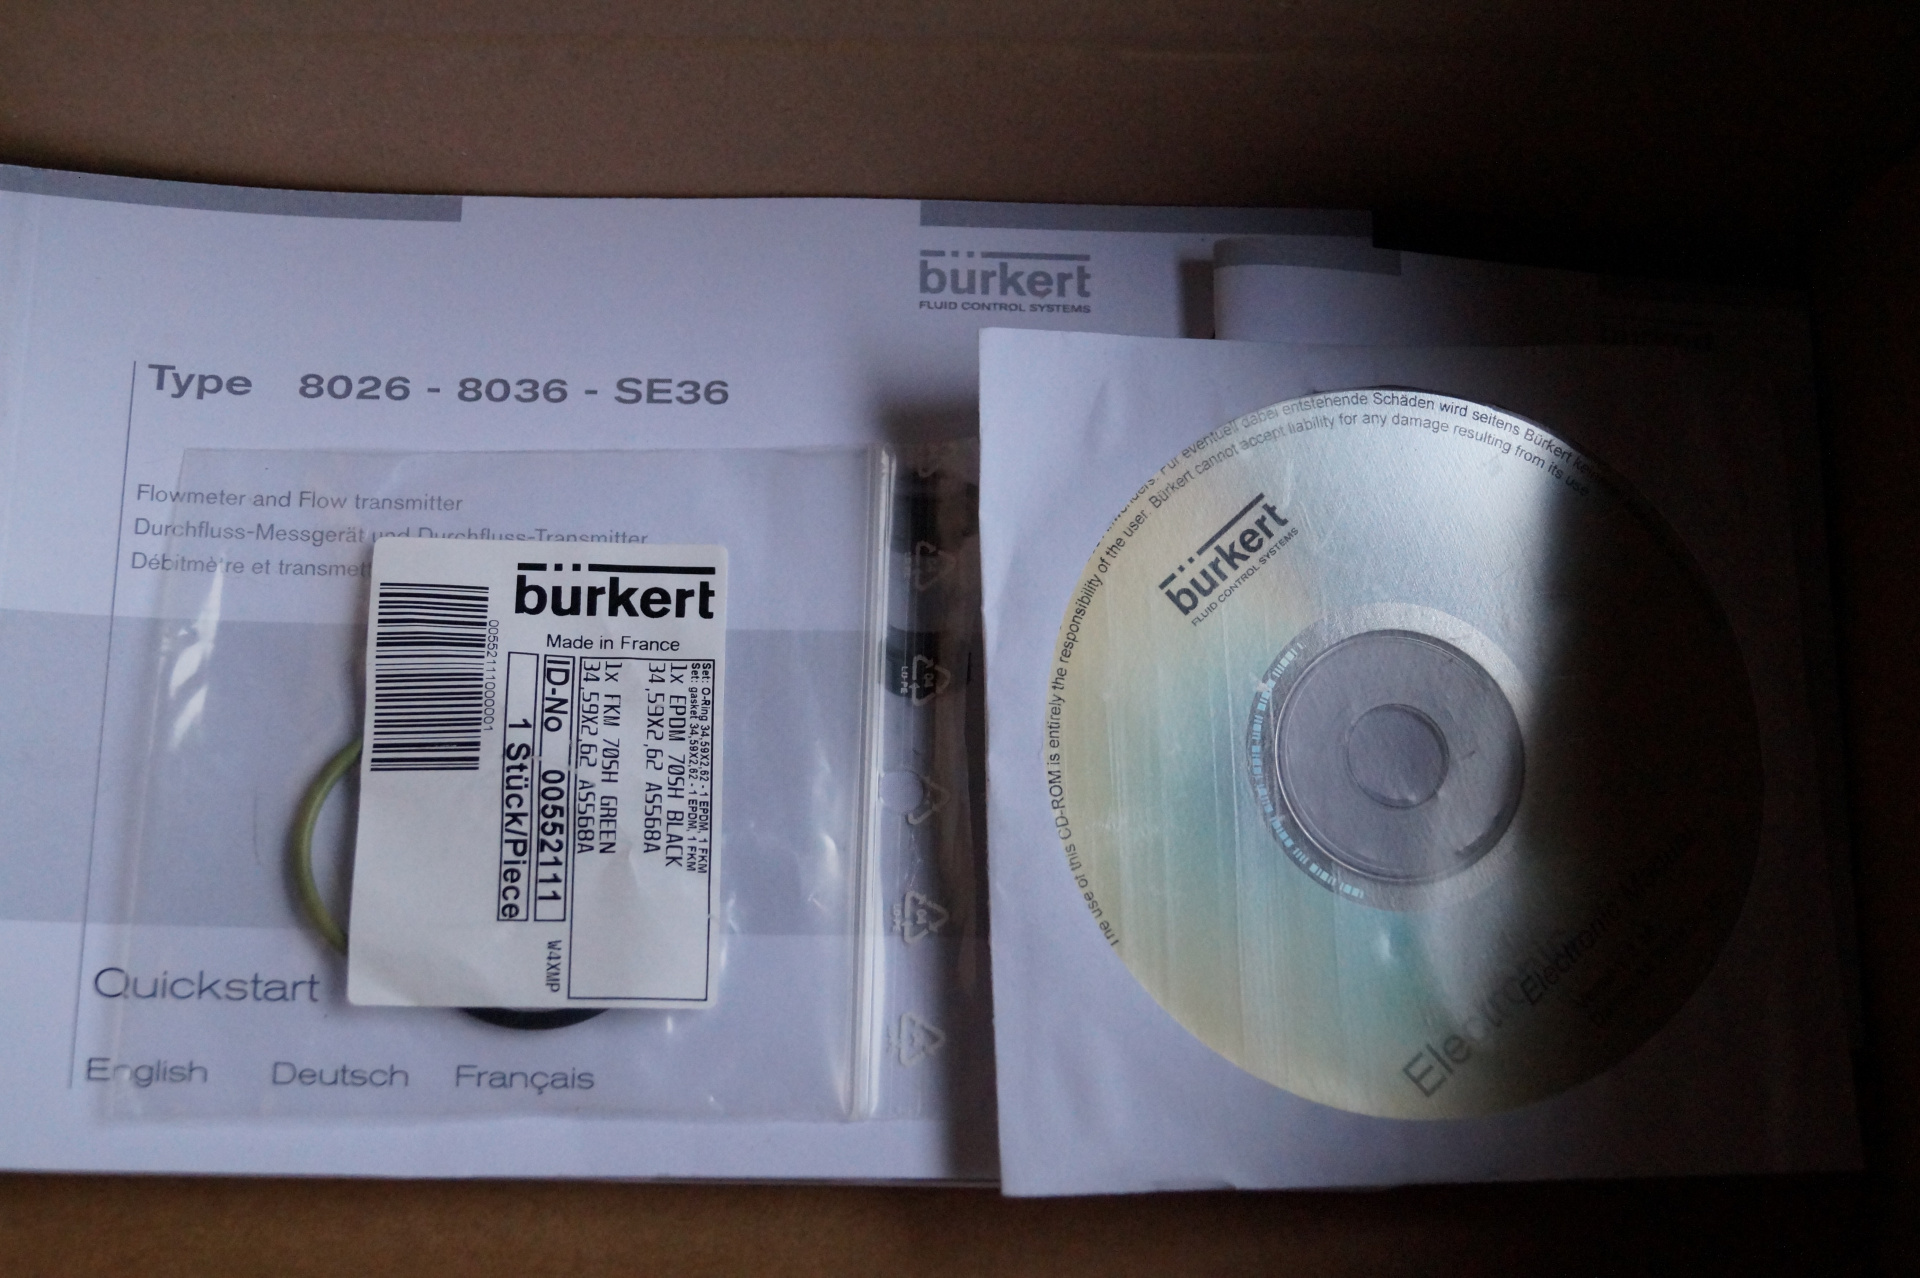 bürkert
FLUID CONTROL SYSTEMS
Type 8026 - 8036 - SE36
Flowmeter and Flow transmitter
Durchfluss-Messgerät und Durchfluss-Transmitter
Débitmètre et
Quickstart
English Deutsch Français
bürkert
Made in France
Set: O-Ring 34,59X2,62 - 1 EPDM, 1 FKM
Set: gasket 34,59X2,62 - 1 EPDM, 1 FKM
1x EPDM 70SH BLACK
34,59X2,62 AS568A
1x FKM 70SH GREEN
34,59X2,62 AS568A
ID-No 00552111
1 Stück/Piece
W4XMP
00552111000001
04
eventuell dabei entstehende Schäden wird seitens Bürkert
The use of this CD-ROM is entirely the responsibility of the user. Bürkert cannot accept liability for any damage resulting from its use
bürkert
FLUID CONTROL SYSTEMS